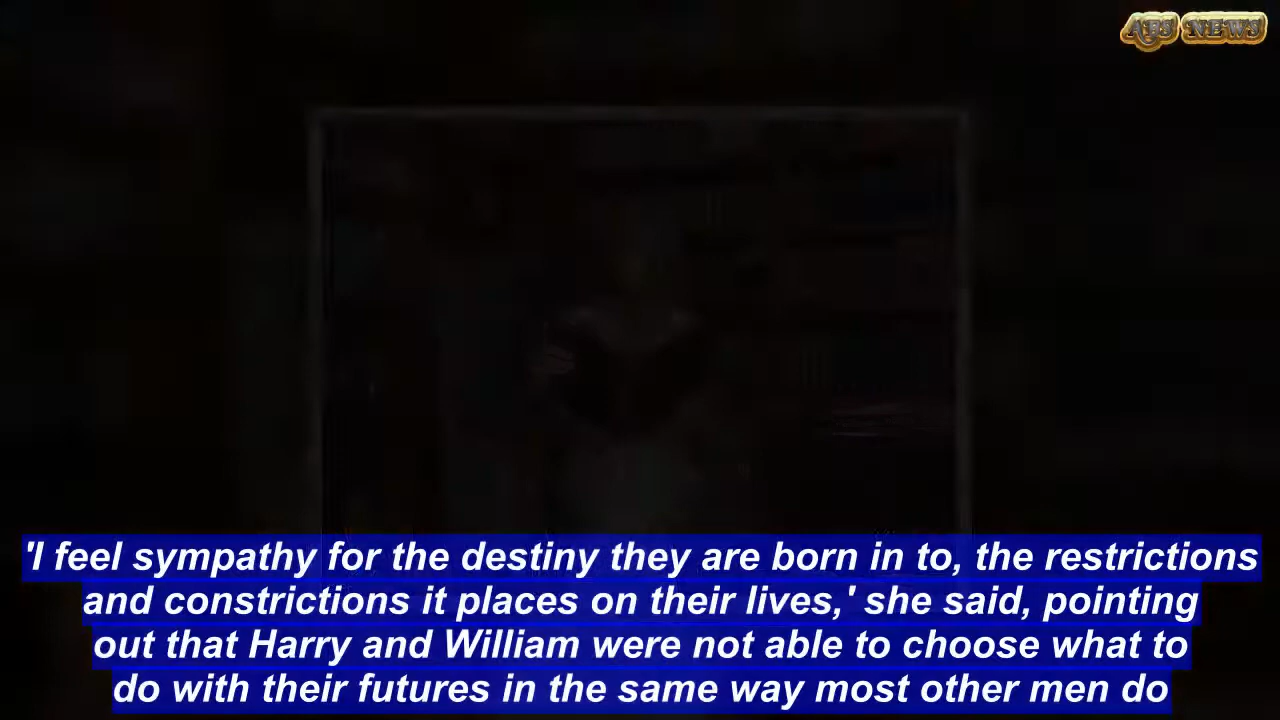 ARS NEWS
'I feel sympathy for the destiny they are born in to, the restrictions
and constrictions it places on their lives,' she said, pointing
out that Harry and William were not able to choose what to
do with their futures in the same way most other men do